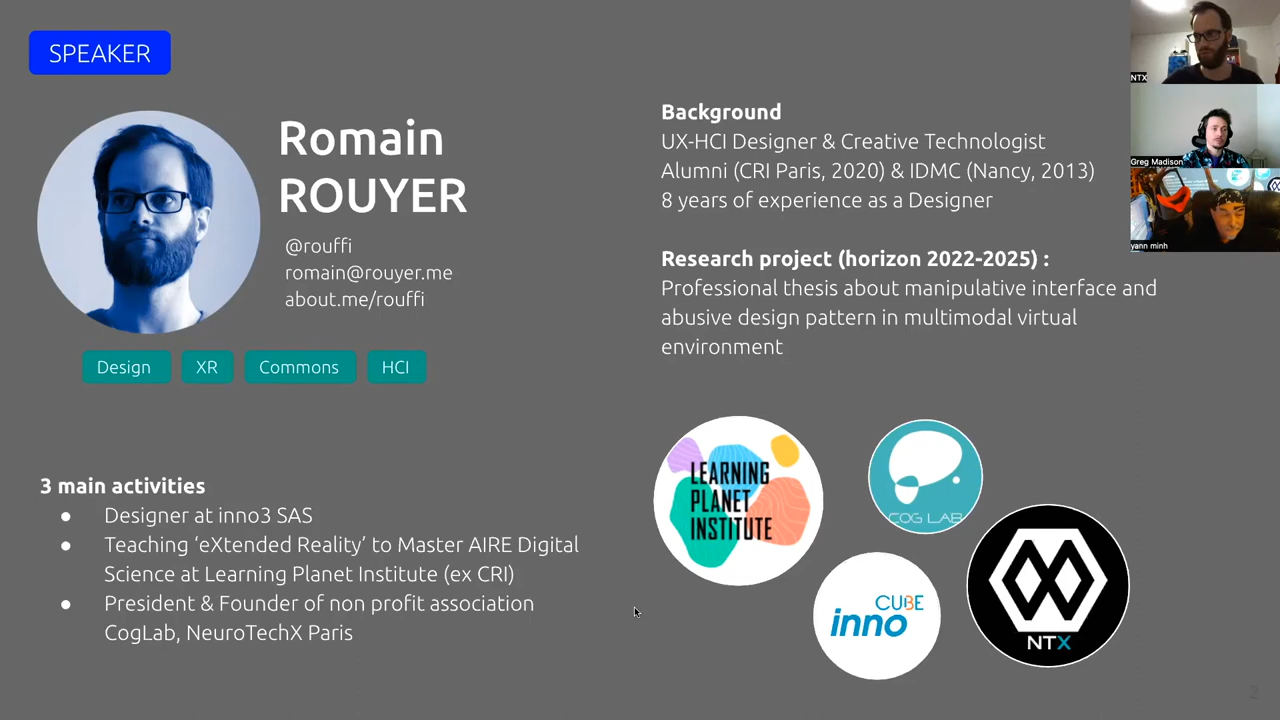 SPEAKER
Romain
ROUYER
@rouffi
romain@rouyer.me
about.me/rouffi
Design
XR
Commons
HCI
3 main activities
● Designer at inno3 SAS
● Teaching ‘eXtended Reality’ to Master AIRE Digital
Science at Learning Planet Institute (ex CRI)
● President & Founder of non profit association
CogLab, NeuroTechX Paris
Background
UX-HCI Designer & Creative Technologist
Alumni (CRI Paris, 2020) & IDMC (Nancy, 2013)
8 years of experience as a Designer
Research project (horizon 2022-2025) :
Professional thesis about manipulative interface and
abusive design pattern in multimodal virtual
environment
LEARNING
PLANET
INSTITUTE
COG LAB
inno
CUBE
NTX
NTX
Greg Madison
yann minh
2